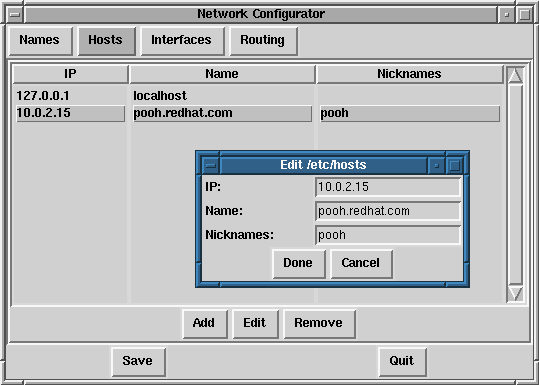 Network Configurator
Names Hosts Interfaces Routing
IP Name Nicknames
127.0.0.1 localhost
10.0.2.15 pooh.redhat.com pooh
Edit /etc/hosts
IP: 10.0.2.15
Name: pooh.redhat.com
Nicknames: pooh
Done Cancel
Add Edit Remove
Save Quit